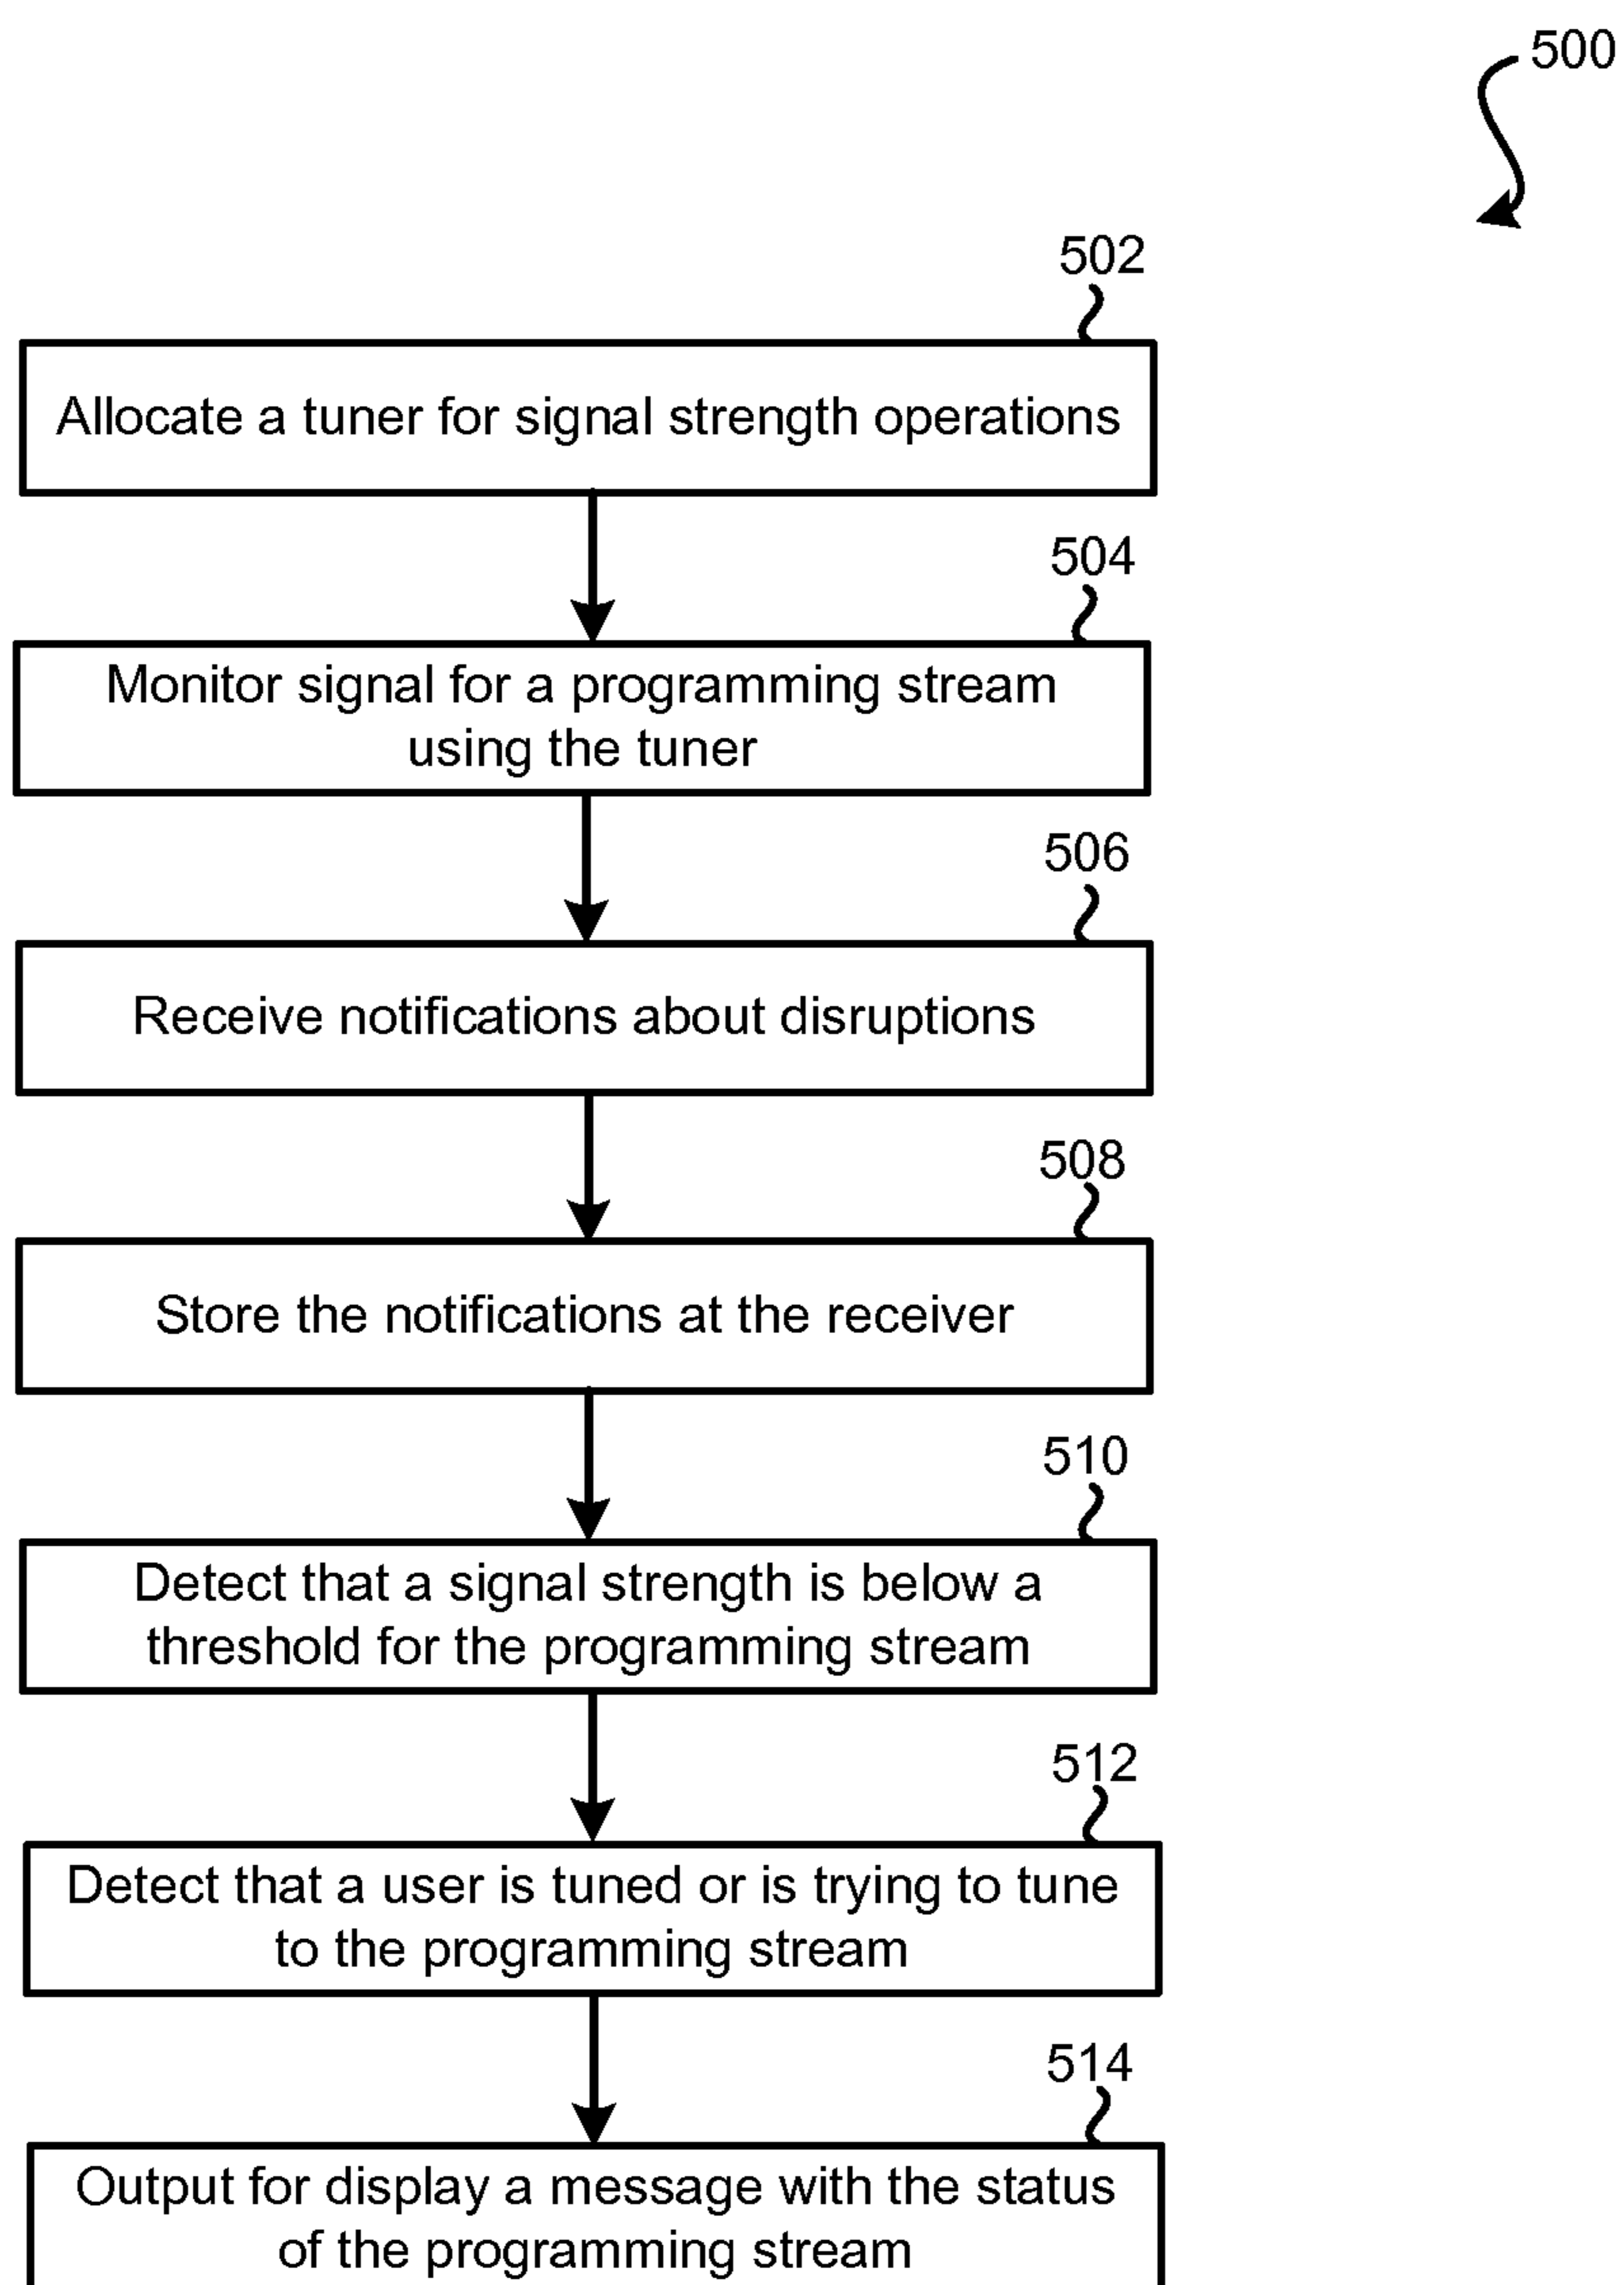 500
502
Allocate a tuner for signal strength operations
504
Monitor signal for a programming stream
using the tuner
506
Receive notifications about disruptions
508
Store the notifications at the receiver
510
Detect that a signal strength is below a
threshold for the programming stream
512
Detect that a user is tuned or is trying to tune
to the programming stream
514
Output for display a message with the status
of the programming stream